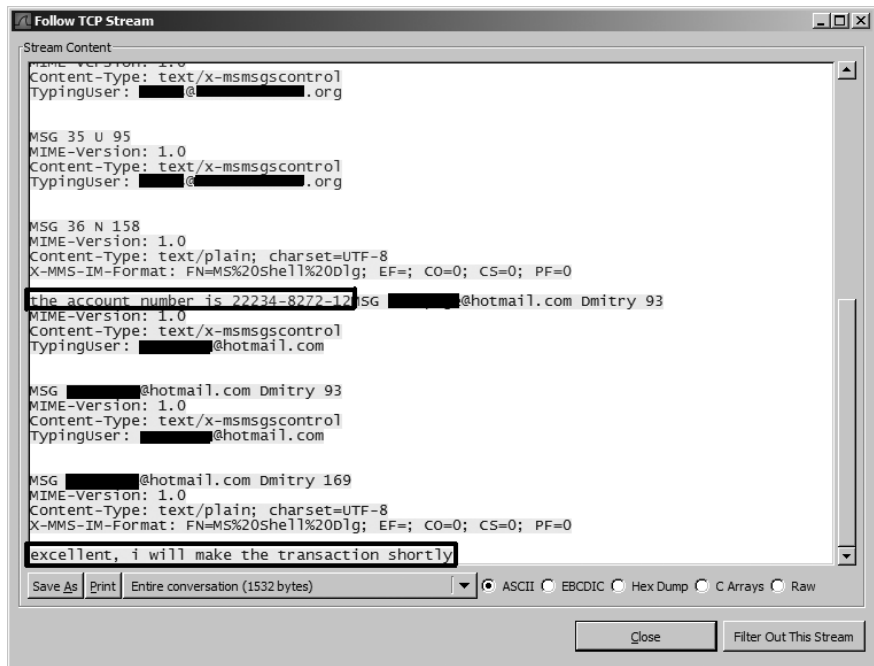 Follow TCP Stream
Stream Content
MIME-Version: 1.0
Content-Type: text/x-msmsgscontrol
TypingUser: @ .org
MSG 35 U 95
MIME-Version: 1.0
Content-Type: text/x-msmsgscontrol
TypingUser: @ .org
MSG 36 N 158
MIME-Version: 1.0
Content-Type: text/plain; charset=UTF-8
X-MMS-IM-Format: FN=MS%20Shell%20Dlg; EF=; CO=0; CS=0; PF=0
the account number is 22234-8272-12MSG @hotmail.com Dmitry 93
MIME-Version: 1.0
Content-Type: text/x-msmsgscontrol
TypingUser: @hotmail.com
MSG @hotmail.com Dmitry 93
MIME-Version: 1.0
Content-Type: text/x-msmsgscontrol
TypingUser: @hotmail.com
MSG @hotmail.com Dmitry 169
MIME-Version: 1.0
Content-Type: text/plain; charset=UTF-8
X-MMS-IM-Format: FN=MS%20Shell%20Dlg; EF=; CO=0; CS=0; PF=0
excellent, i will make the transaction shortly
Save As Print Entire conversation (1532 bytes) ASCII EBCDIC Hex Dump C Arrays Raw
Close Filter Out This Stream